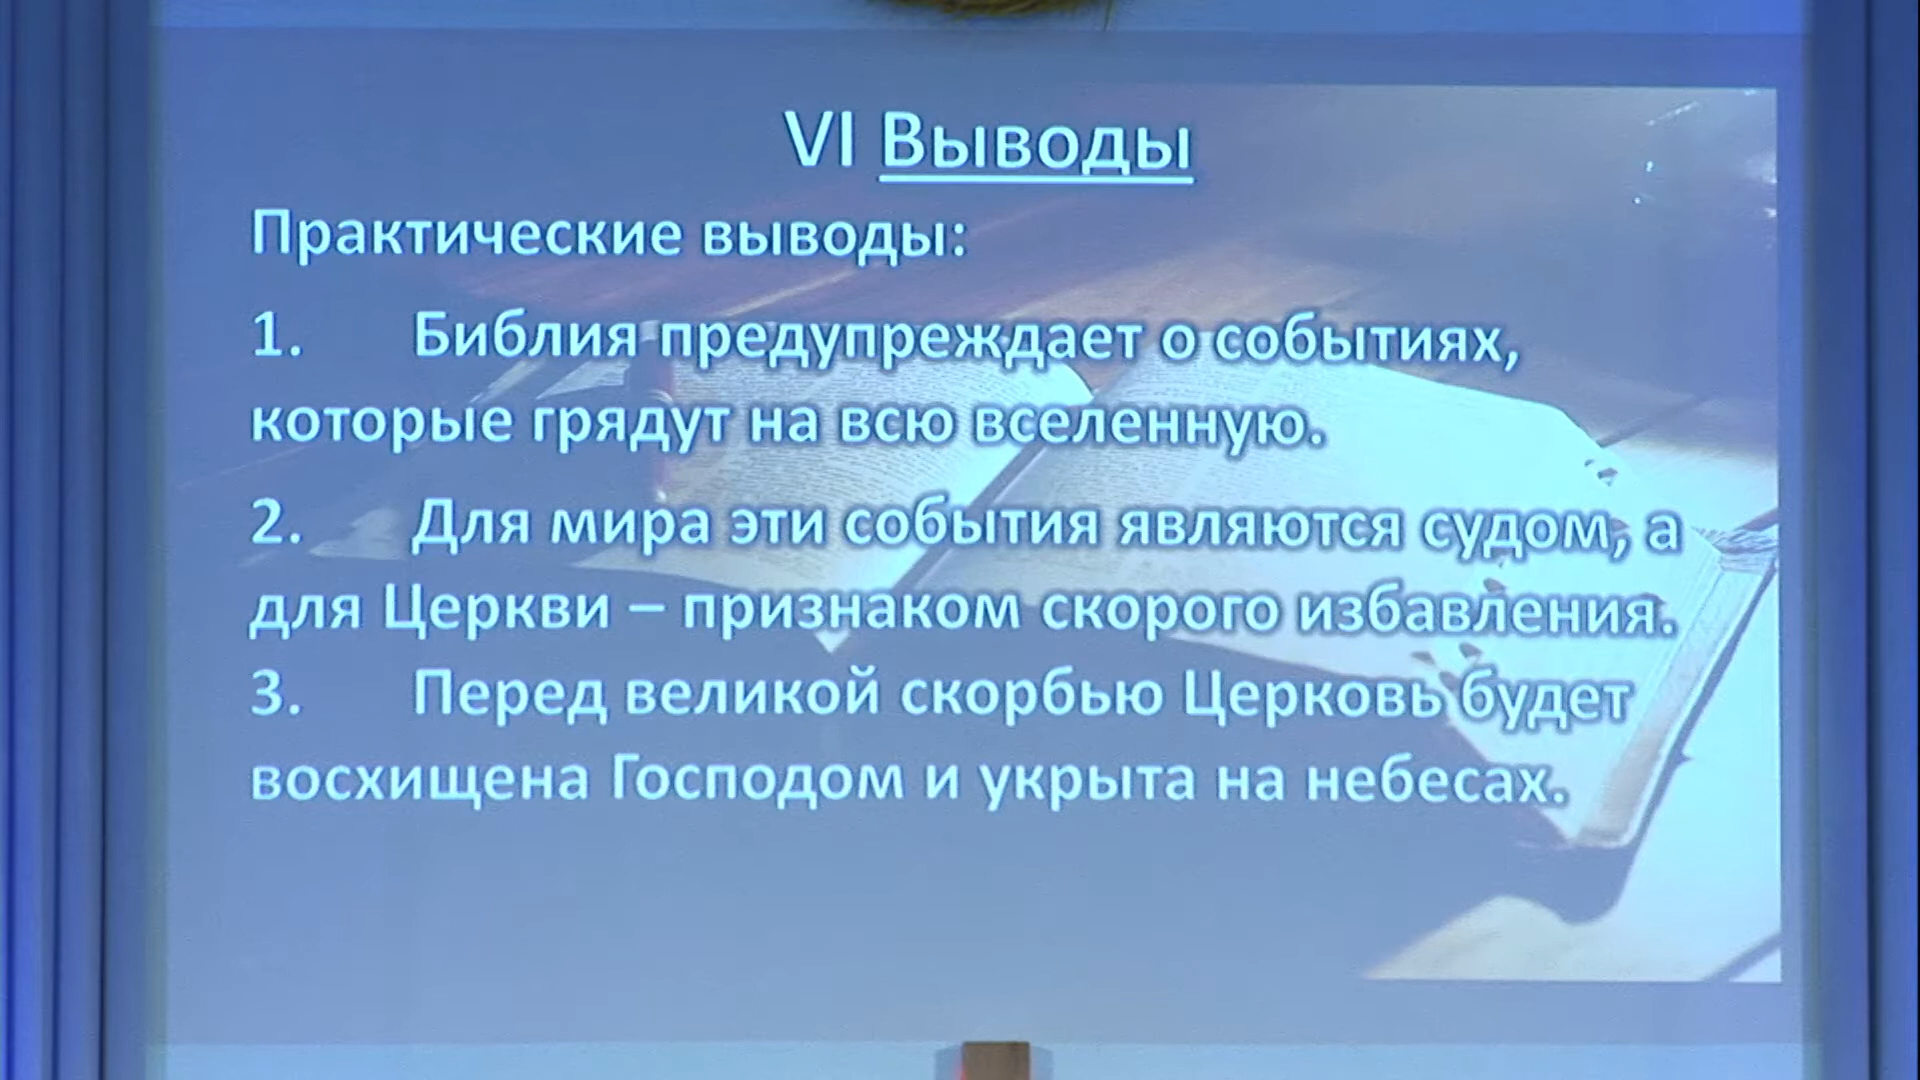 VI Выводы
Практические выводы:
1. Библия предупреждает о событиях,
которые грядут на всю вселенную.
2. Для мира эти события являются судом, а
для Церкви – признаком скорого избавления.
3. Перед великой скорбью Церковь будет
восхищена Господом и укрыта на небесах.